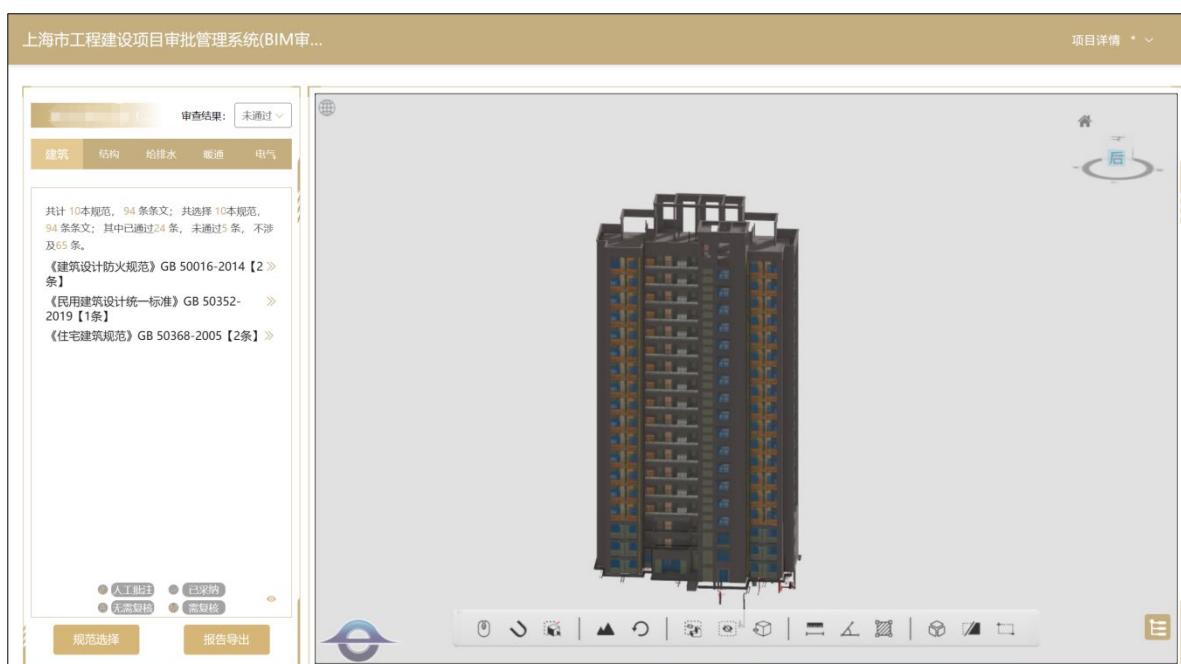 上海市工程建设项目审批管理系统(BIM审...
项目详情
审查结果:
未通过
建筑 结构 给排水 暖通 电气
共计 10本规范, 94 条条文; 共选择 10本规范,
94 条条文; 其中已通过24 条, 未通过5 条, 不涉
及65 条。
《建筑设计防火规范》GB 50016-2014【2
条】
《民用建筑设计统一标准》GB 50352-
2019【1条】
《住宅建筑规范》GB 50368-2005【2条】
人工批注 已采纳
无需复核 需复核
规范选择 报告导出
后